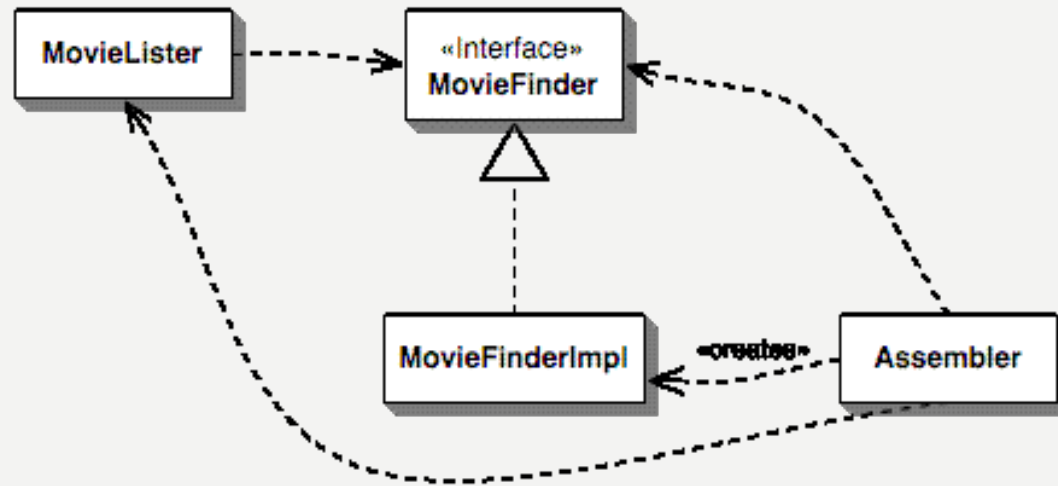 MovieLister
«Interface»
MovieFinder
MovieFinderImpl
«creates»
Assembler